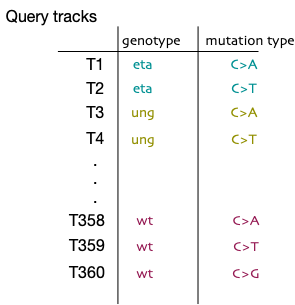 Query tracks
genotype mutation type
T1 eta C>A
T2 eta C>T
T3 ung C>A
T4 ung C>T
.
.
.
T358 wt C>A
T359 wt C>T
T360 wt C>G